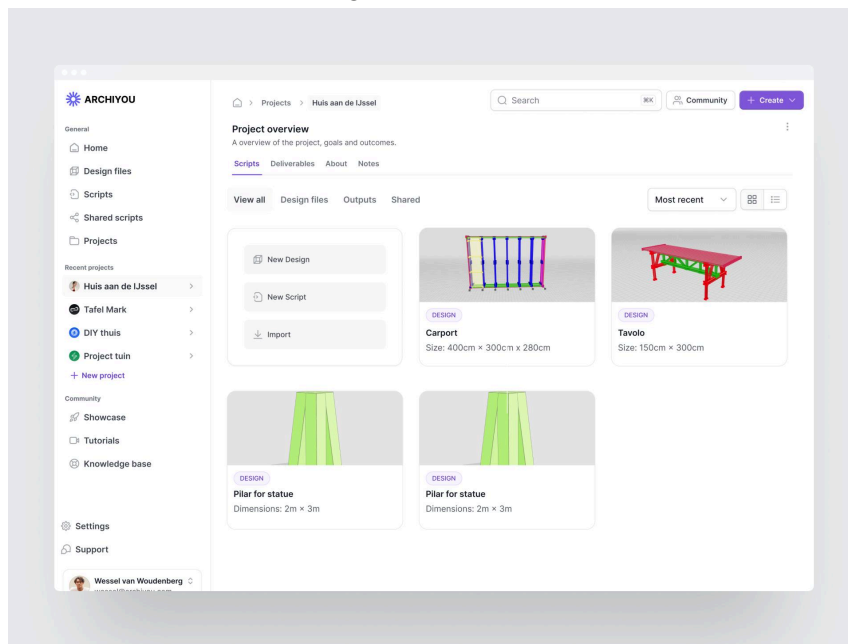 ARCHIYOU
General
Home
Design files
Scripts
Shared scripts
Projects
Recent projects
Huis aan de IJssel
Tafel Mark
DIY thuis
Project tuin
+ New project
Community
Showcase
Tutorials
Knowledge base
Settings
Support
Wessel van Woudenberg
wessel@archiyou.com
Projects > Huis aan de IJssel
Search ⌘K
Community
+ Create
Project overview
A overview of the project, goals and outcomes.
Scripts Deliverables About Notes
View all Design files Outputs Shared
Most recent
New Design
New Script
Import
DESIGN
Carport
Size: 400cm × 300cm x 280cm
DESIGN
Tavolo
Size: 150cm × 300cm
DESIGN
Pilar for statue
Dimensions: 2m × 3m
DESIGN
Pilar for statue
Dimensions: 2m × 3m